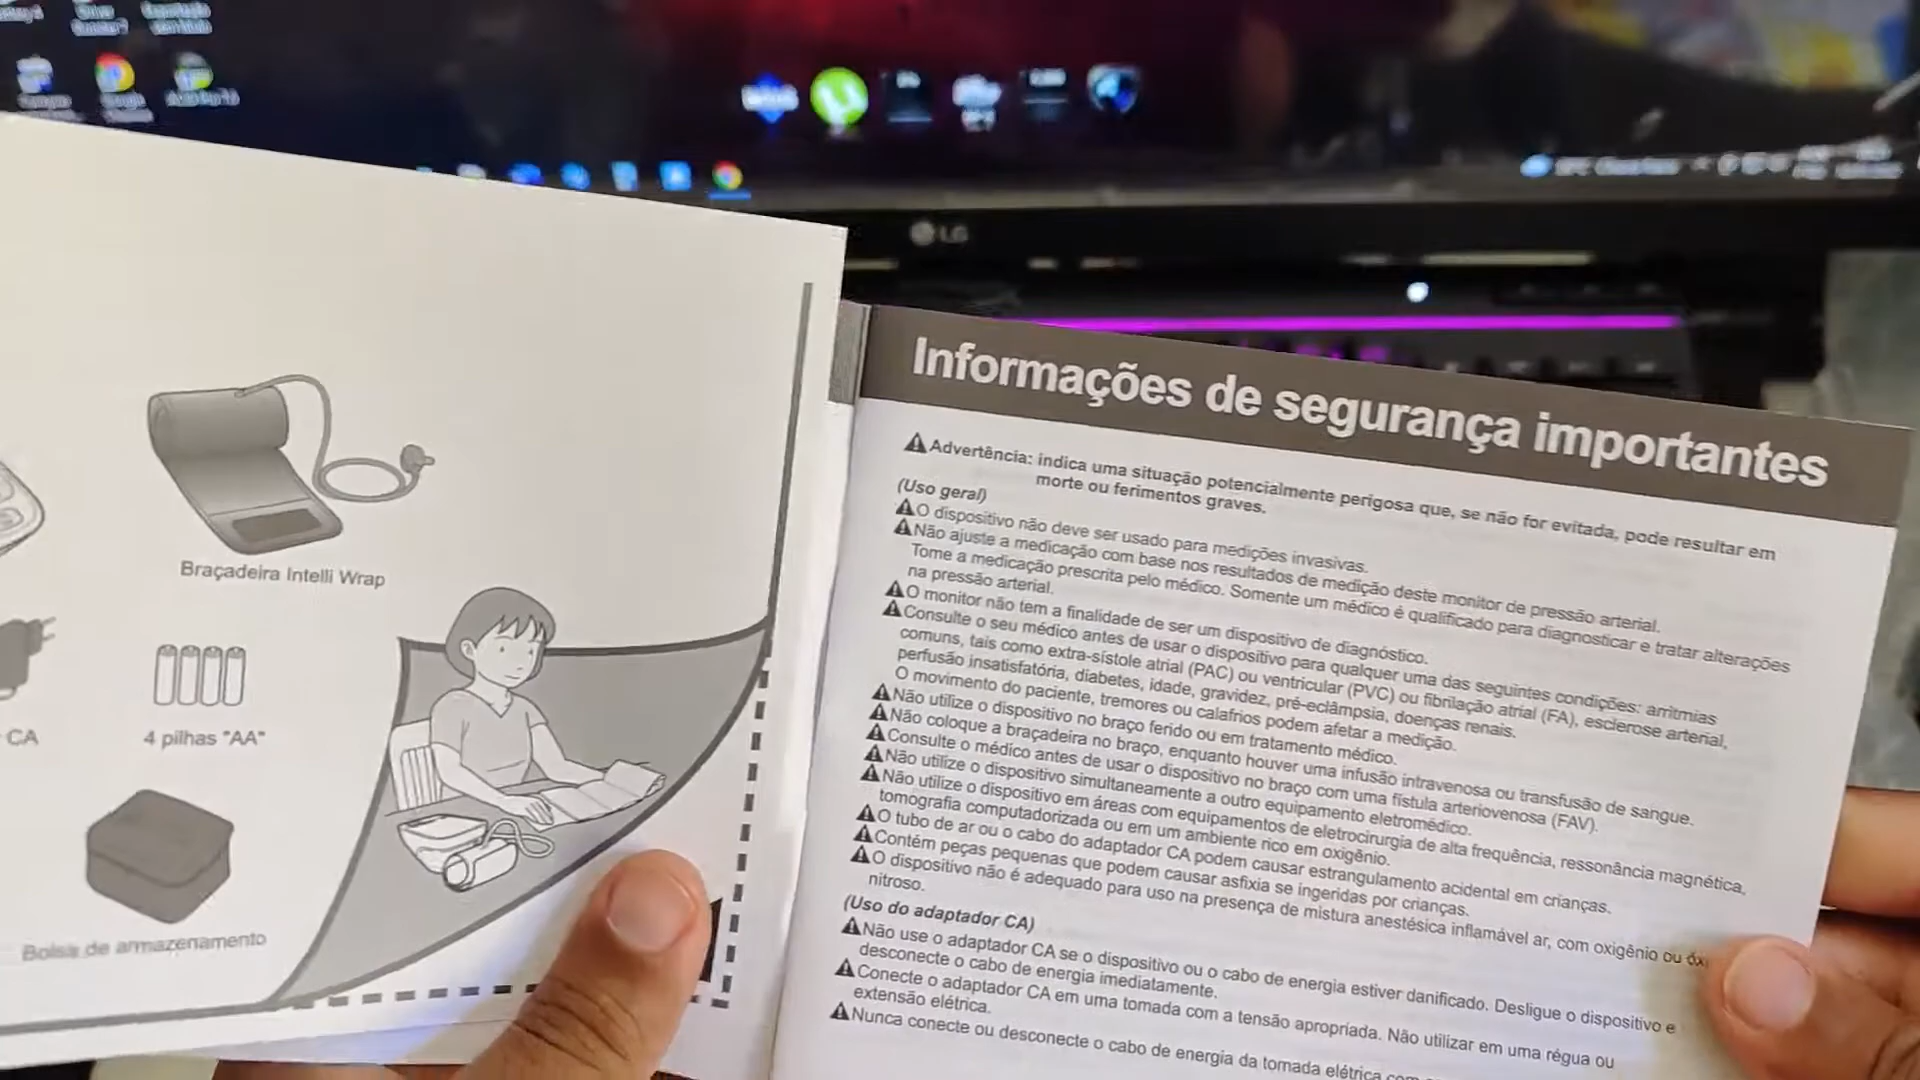 LG
Braçadeira Intelli Wrap
CA
4 pilhas "AA"
Bolsa de armazenamento
Informações de segurança importantes
Advertência: indica uma situação potencialmente perigosa que, se não for evitada, pode resultar em
morte ou ferimentos graves.
(Uso geral)
O dispositivo não deve ser usado para medições invasivas.
Não ajuste a medicação com base nos resultados de medição deste monitor de pressão arterial.
Tome a medicação prescrita pelo médico. Somente um médico é qualificado para diagnosticar e tratar alterações
na pressão arterial.
O monitor não tem a finalidade de ser um dispositivo de diagnóstico.
Consulte o seu médico antes de usar o dispositivo para qualquer uma das seguintes condições: arritmias
comuns, tais como extra-sístole atrial (PAC) ou ventricular (PVC) ou fibrilação atrial (FA), esclerose arterial,
perfusão insatisfatória, diabetes, idade, gravidez, pré-eclâmpsia, doenças renais.
O movimento do paciente, tremores ou calafrios podem afetar a medição.
Não utilize o dispositivo no braço ferido ou em tratamento médico.
Não coloque a braçadeira no braço, enquanto houver uma infusão intravenosa ou transfusão de sangue.
Consulte o médico antes de usar o dispositivo no braço com uma fístula arteriovenosa (FAV).
Não utilize o dispositivo simultaneamente a outro equipamento eletromédico.
Não utilize o dispositivo em áreas com equipamentos de eletrocirurgia de alta frequência, ressonância magnética,
tomografia computadorizada ou em um ambiente rico em oxigênio.
O tubo de ar ou o cabo do adaptador CA podem causar estrangulamento acidental em crianças.
Contém peças pequenas que podem causar asfixia se ingeridas por crianças.
O dispositivo não é adequado para uso na presença de mistura anestésica inflamável ar, com oxigênio ou
nitroso.
(Uso do adaptador CA)
Não use o adaptador CA se o dispositivo ou o cabo de energia estiver danificado. Desligue o dispositivo e
desconecte o cabo de energia imediatamente.
Conecte o adaptador CA em uma tomada com a tensão apropriada. Não utilizar em uma régua ou
extensão elétrica.
Nunca conecte ou desconecte o cabo de energia da tomada elétrica